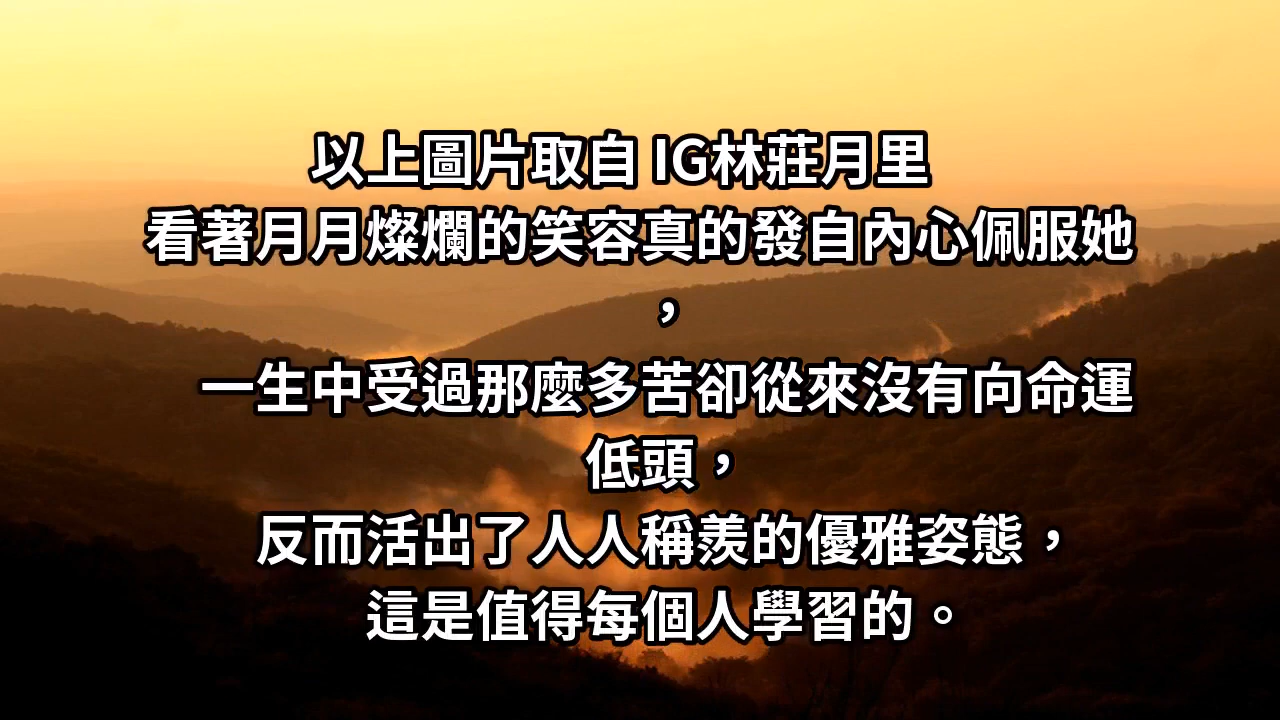 以上圖片取自 IG林莊月里
看著月月燦爛的笑容真的發自內心佩服她
，
一生中受過那麼多苦卻從來沒有向命運
低頭，
反而活出了人人稱羨的優雅姿態，
這是值得每個人學習的。